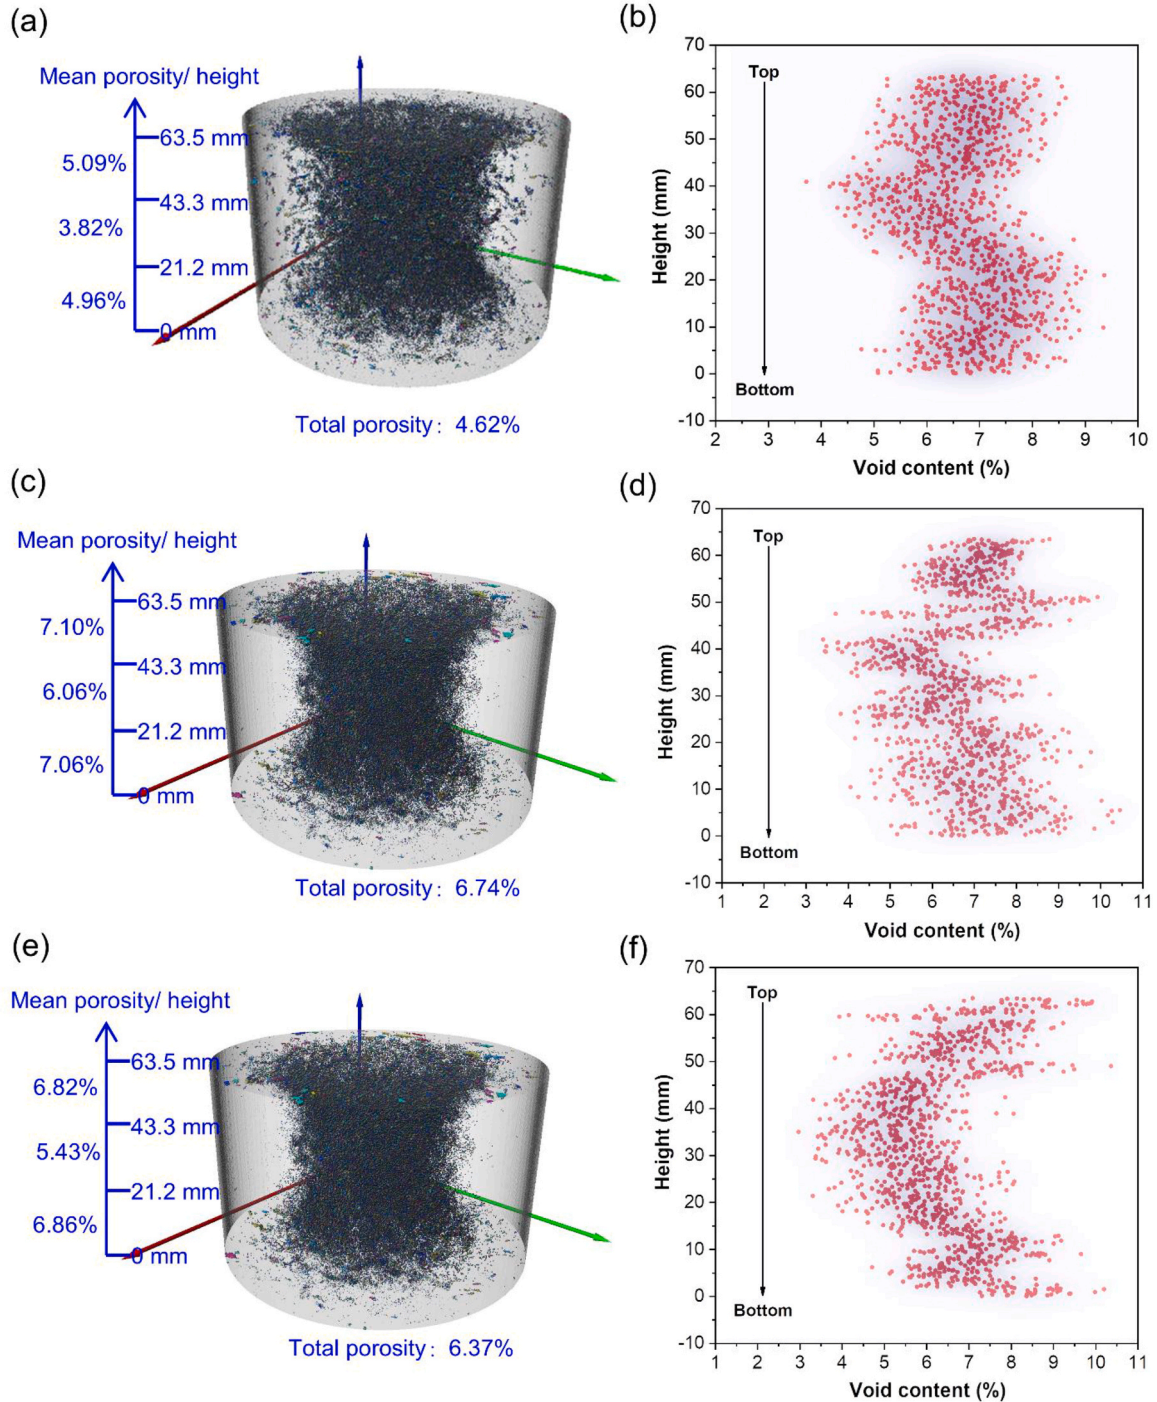 (a)
Mean porosity/ height
63.5 mm
5.09%
43.3 mm
3.82%
21.2 mm
4.96%
0 mm
Total porosity: 4.62%
(b)
70
60
50
40
30
20
10
0
-10
Height (mm)
Top
Bottom
2 3 4 5 6 7 8 9 10
Void content (%)
(c)
Mean porosity/ height
63.5 mm
7.10%
43.3 mm
6.06%
21.2 mm
7.06%
0 mm
Total porosity: 6.74%
(d)
70
60
50
40
30
20
10
0
-10
Height (mm)
Top
Bottom
1 2 3 4 5 6 7 8 9 10 11
Void content (%)
(e)
Mean porosity/ height
63.5 mm
6.82%
43.3 mm
5.43%
21.2 mm
6.86%
0 mm
Total porosity: 6.37%
(f)
70
60
50
40
30
20
10
0
-10
Height (mm)
Top
Bottom
1 2 3 4 5 6 7 8 9 10 11
Void content (%)